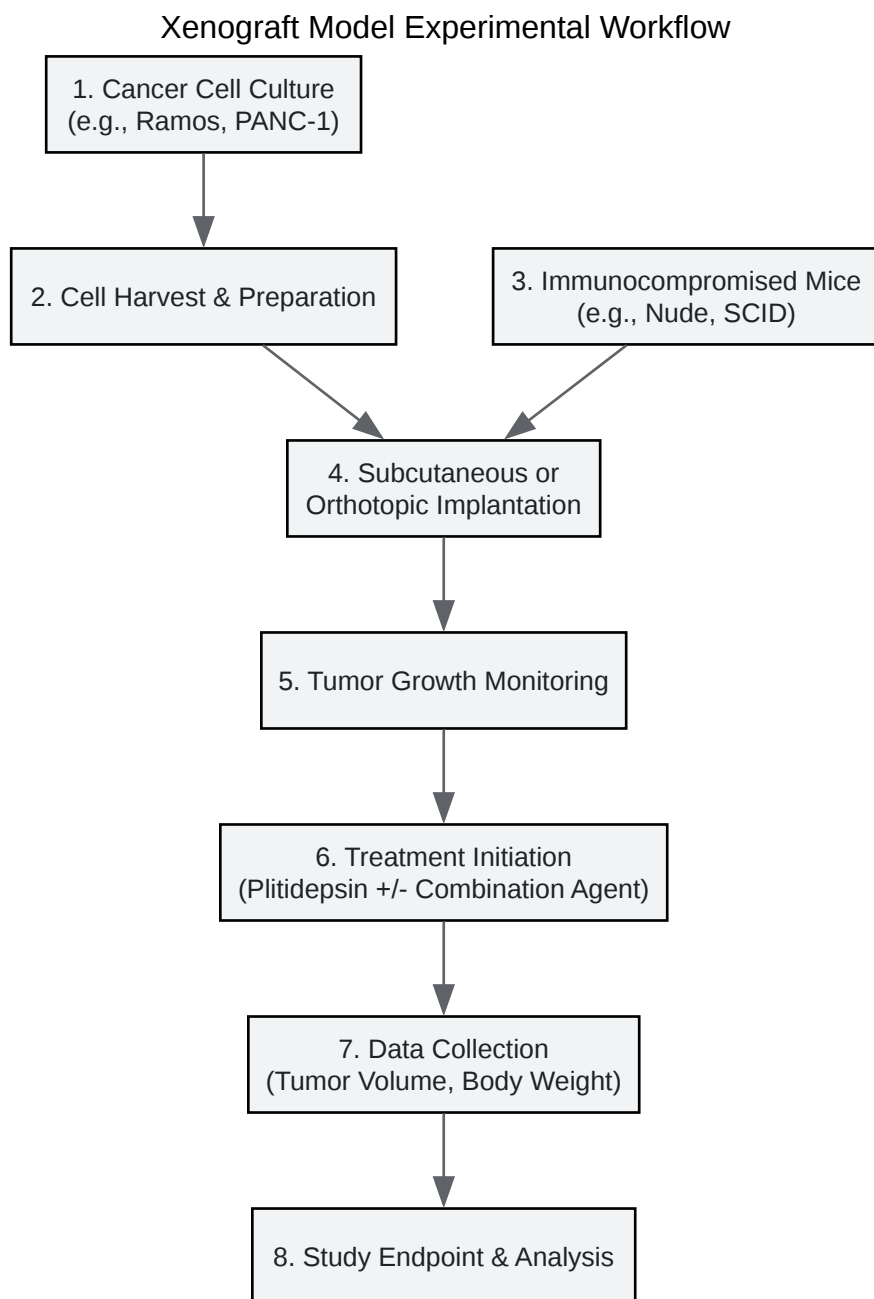 Xenograft Model Experimental Workflow
1. Cancer Cell Culture
(e.g., Ramos, PANC-1)
2. Cell Harvest & Preparation
3. Immunocompromised Mice
(e.g., Nude, SCID)
4. Subcutaneous or
Orthotopic Implantation
5. Tumor Growth Monitoring
6. Treatment Initiation
(Plitidepsin +/- Combination Agent)
7. Data Collection
(Tumor Volume, Body Weight)
8. Study Endpoint & Analysis